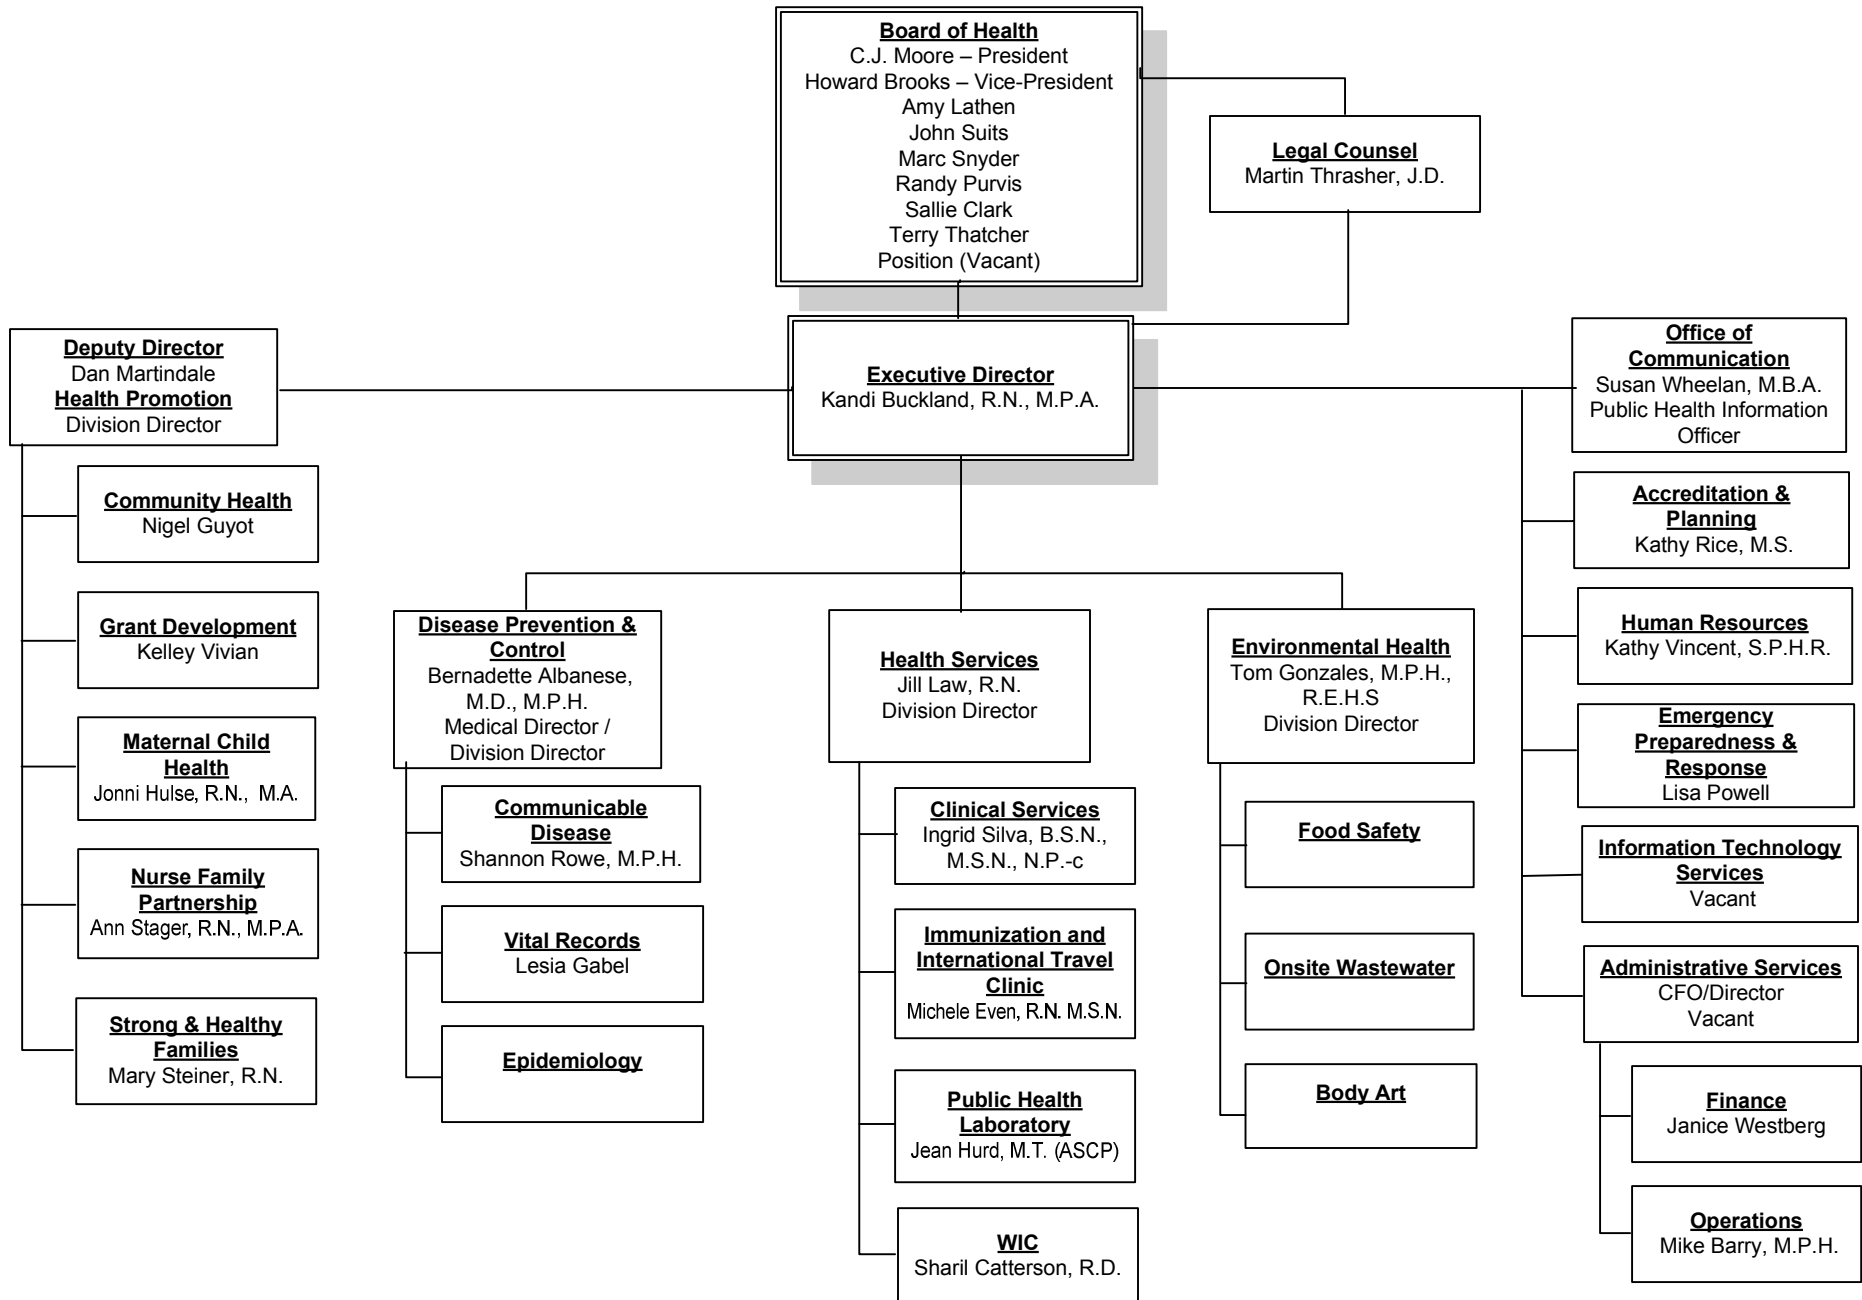 Board of Health
C.J. Moore – President
Howard Brooks – Vice-President
Amy Lathen
John Suits
Marc Snyder
Randy Purvis
Sallie Clark
Terry Thatcher
Position (Vacant)
Legal Counsel
Martin Thrasher, J.D.
Executive Director
Kandi Buckland, R.N., M.P.A.
Deputy Director
Dan Martindale
Health Promotion
Division Director
Community Health
Nigel Guyot
Grant Development
Kelley Vivian
Maternal Child
Health
Jonni Hulse, R.N., M.A.
Nurse Family
Partnership
Ann Stager, R.N., M.P.A.
Strong & Healthy
Families
Mary Steiner, R.N.
Disease Prevention &
Control
Bernadette Albanese,
M.D., M.P.H.
Medical Director /
Division Director
Communicable
Disease
Shannon Rowe, M.P.H.
Vital Records
Lesia Gabel
Epidemiology
Health Services
Jill Law, R.N.
Division Director
Clinical Services
Ingrid Silva, B.S.N.,
M.S.N., N.P.-c
Immunization and
International Travel
Clinic
Michele Even, R.N. M.S.N.
Public Health
Laboratory
Jean Hurd, M.T. (ASCP)
WIC
Sharil Catterson, R.D.
Environmental Health
Tom Gonzales, M.P.H.,
R.E.H.S
Division Director
Food Safety
Onsite Wastewater
Body Art
Office of
Communication
Susan Wheelan, M.B.A.
Public Health Information
Officer
Accreditation &
Planning
Kathy Rice, M.S.
Human Resources
Kathy Vincent, S.P.H.R.
Emergency
Preparedness &
Response
Lisa Powell
Information Technology
Services
Vacant
Administrative Services
CFO/Director
Vacant
Finance
Janice Westberg
Operations
Mike Barry, M.P.H.